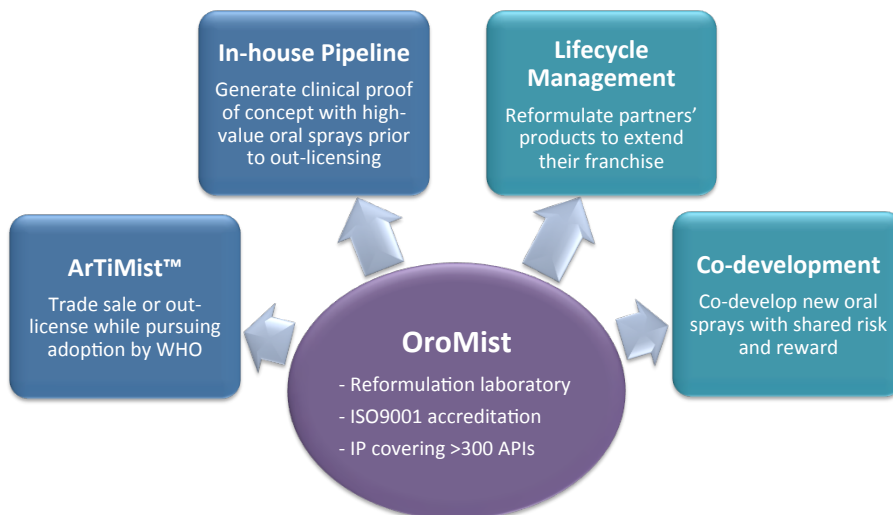 In-house Pipeline
Generate clinical proof
of concept with high-
value oral sprays prior
to out-licensing
Lifecycle
Management
Reformulate partners’
products to extend
their franchise
ArTiMist™
Trade sale or out-
license while pursuing
adoption by WHO
Co-development
Co-develop new oral
sprays with shared risk
and reward
OroMist
- Reformulation laboratory
- ISO9001 accreditation
- IP covering >300 APIs